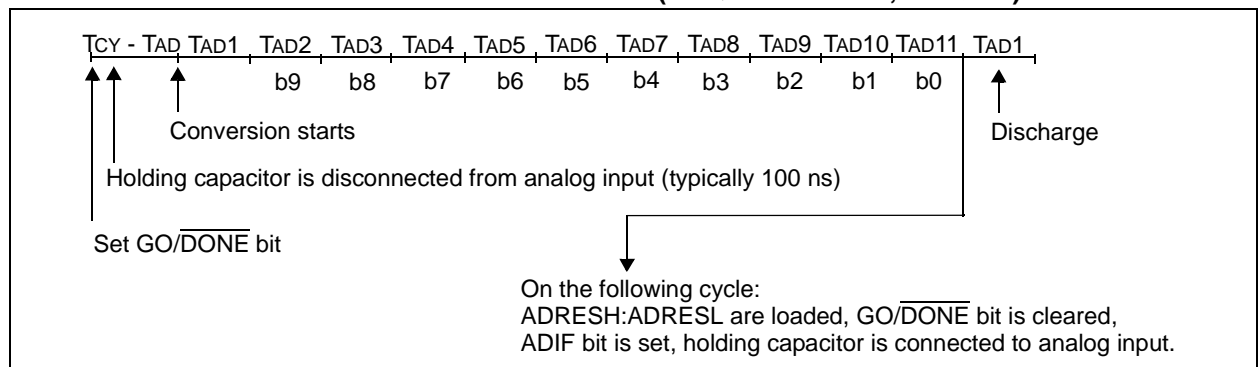 TCY - TAD TAD1 TAD2 TAD3 TAD4 TAD5 TAD6 TAD7 TAD8 TAD9 TAD10 TAD11 TAD1
b9 b8 b7 b6 b5 b4 b3 b2 b1 b0
Conversion starts
Discharge
Holding capacitor is disconnected from analog input (typically 100 ns)
Set GO/DONE bit
On the following cycle:
ADRESH:ADRESL are loaded, GO/DONE bit is cleared,
ADIF bit is set, holding capacitor is connected to analog input.